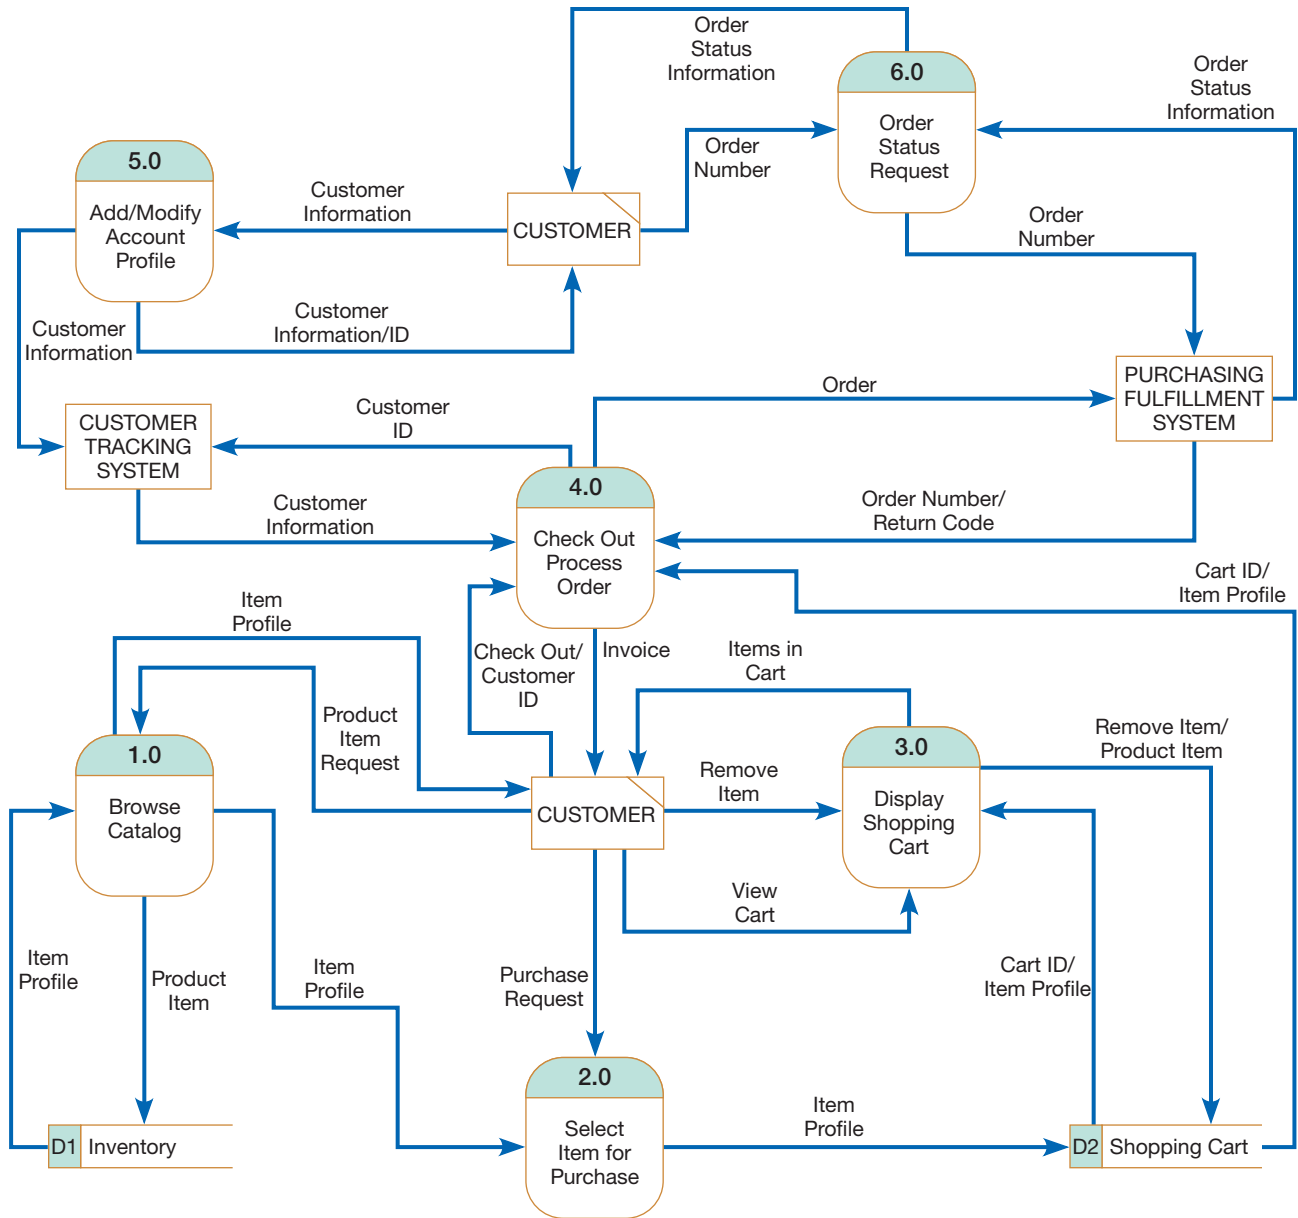 Order
Status
Information
6.0
Order
Status
Request
Order
Status
Information
Order
Number
5.0
Add/Modify
Account
Profile
Customer
Information
CUSTOMER
Order
Number
Customer
Information
Customer
Information/ID
PURCHASING
FULFILLMENT
SYSTEM
Order
CUSTOMER
TRACKING
SYSTEM
Customer
ID
4.0
Check Out
Process
Order
Customer
Information
Order Number/
Return Code
Cart ID/
Item Profile
Item
Profile
Check Out/
Customer
ID
Invoice
Items in
Cart
Product
Item
Request
1.0
Browse
Catalog
3.0
Display
Shopping
Cart
Remove Item/
Product Item
Remove
Item
CUSTOMER
View
Cart
Item
Profile
Product
Item
Item
Profile
Purchase
Request
Cart ID/
Item Profile
2.0
Select
Item for
Purchase
Item
Profile
D1 Inventory
D2 Shopping Cart